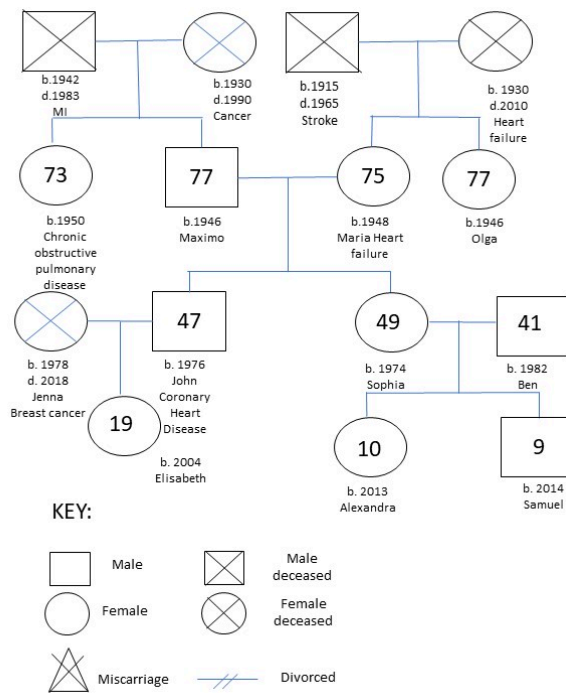 b.1942
d.1983
MI
b.1930
d.1990
Cancer
b.1915
d.1965
Stroke
b. 1930
d.2010
Heart
failure
73
77
75
77
b.1950
Chronic
obstructive
pulmonary
disease
b.1946
Maximo
b.1948
Maria Heart
failure
b.1946
Olga
47
49
41
b. 1978
d. 2018
Jenna
Breast cancer
b. 1976
John
Coronary
Heart
Disease
b. 1974
Sophia
b. 1982
Ben
19
b. 2004
Elisabeth
10
9
b. 2013
Alexandra
b. 2014
Samuel
KEY:
Male
Male
deceased
Female
Female
deceased
Miscarriage
Divorced